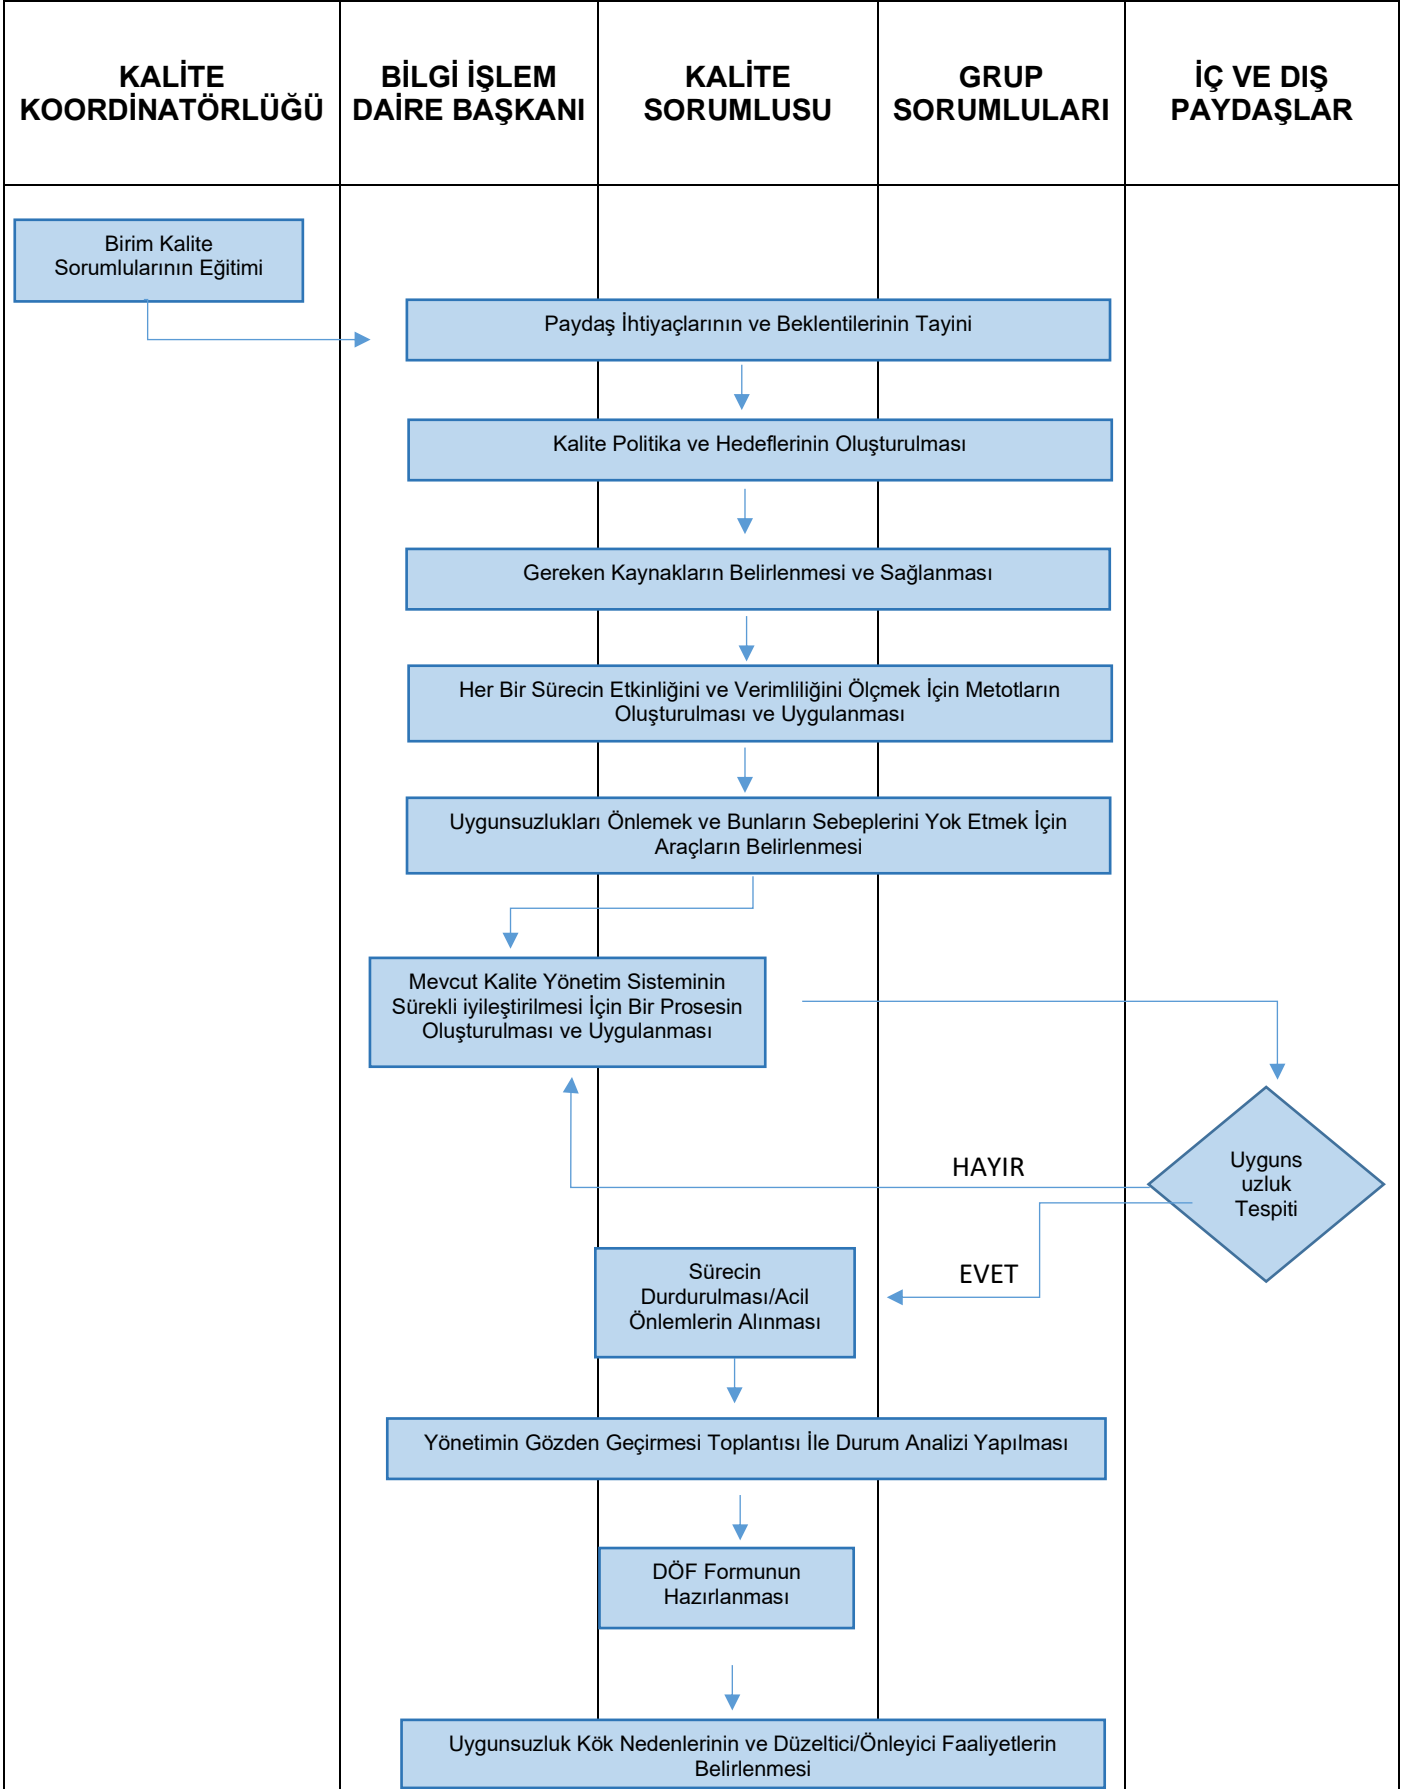 KALİTE
KOORDİNATÖRLÜĞÜ
BİLGİ İŞLEM
DAİRE BAŞKANI
KALİTE
SORUMLUSU
GRUP
SORUMLULARI
İÇ VE DIŞ
PAYDAŞLAR
Birim Kalite
Sorumlularının Eğitimi
Paydaş İhtiyaçlarının ve Beklentilerinin Tayini
Kalite Politika ve Hedeflerinin Oluşturulması
Gereken Kaynakların Belirlenmesi ve Sağlanması
Her Bir Sürecin Etkinliğini ve Verimliliğini Ölçmek İçin Metotların
Oluşturulması ve Uygulanması
Uygunsuzlukları Önlemek ve Bunların Sebeplerini Yok Etmek İçin
Araçların Belirlenmesi
Mevcut Kalite Yönetim Sisteminin
Sürekli iyileştirilmesi İçin Bir Prosesin
Oluşturulması ve Uygulanması
HAYIR
Uyguns
uzluk
Tespiti
EVET
Sürecin
Durdurulması/Acil
Önlemlerin Alınması
Yönetimin Gözden Geçirmesi Toplantısı İle Durum Analizi Yapılması
DÖF Formunun
Hazırlanması
Uygunsuzluk Kök Nedenlerinin ve Düzeltici/Önleyici Faaliyetlerin
Belirlenmesi